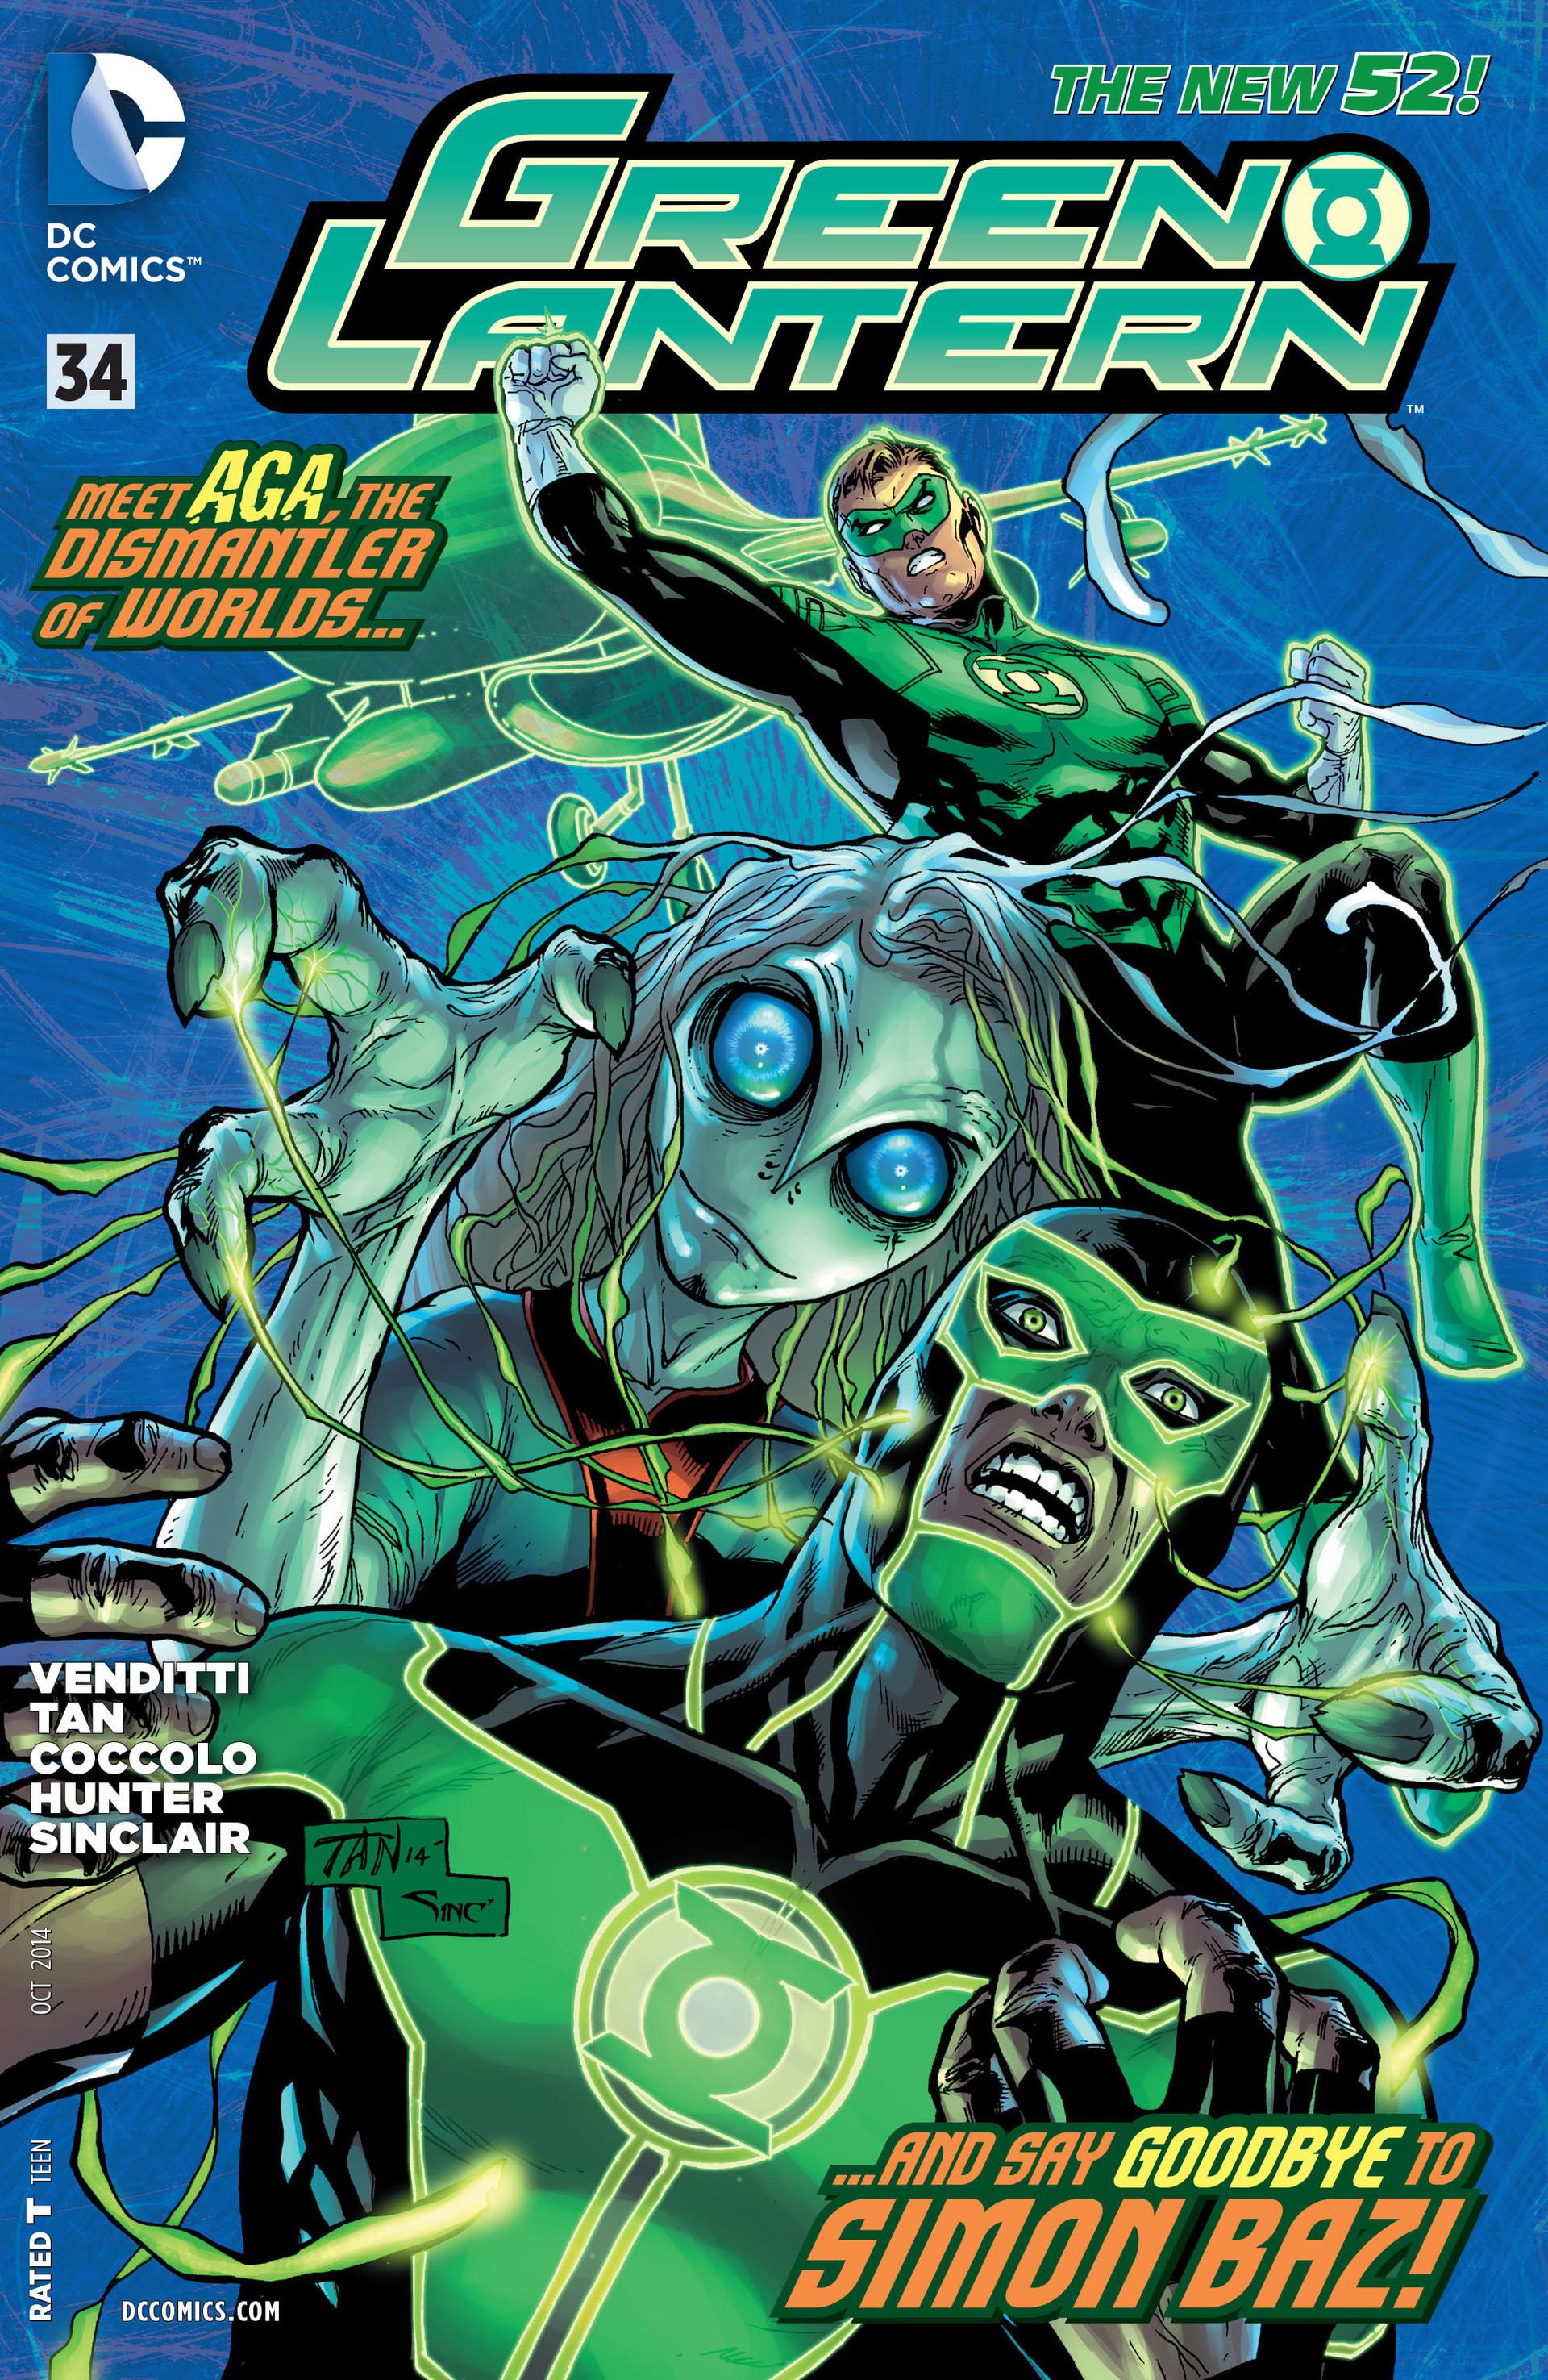 THE NEW 52!
DC
COMICS™
GREEN
LANTERN
™
34
MEET AGA, THE
DISMANTLER
OF WORLDS...
VENDITTI
TAN
COCCOLO
HUNTER
SINCLAIR
TAN 14
SINC
OCT 2014
RATED T TEEN
DCCOMICS.COM
...AND SAY GOODBYE TO
SIMON BAZ!